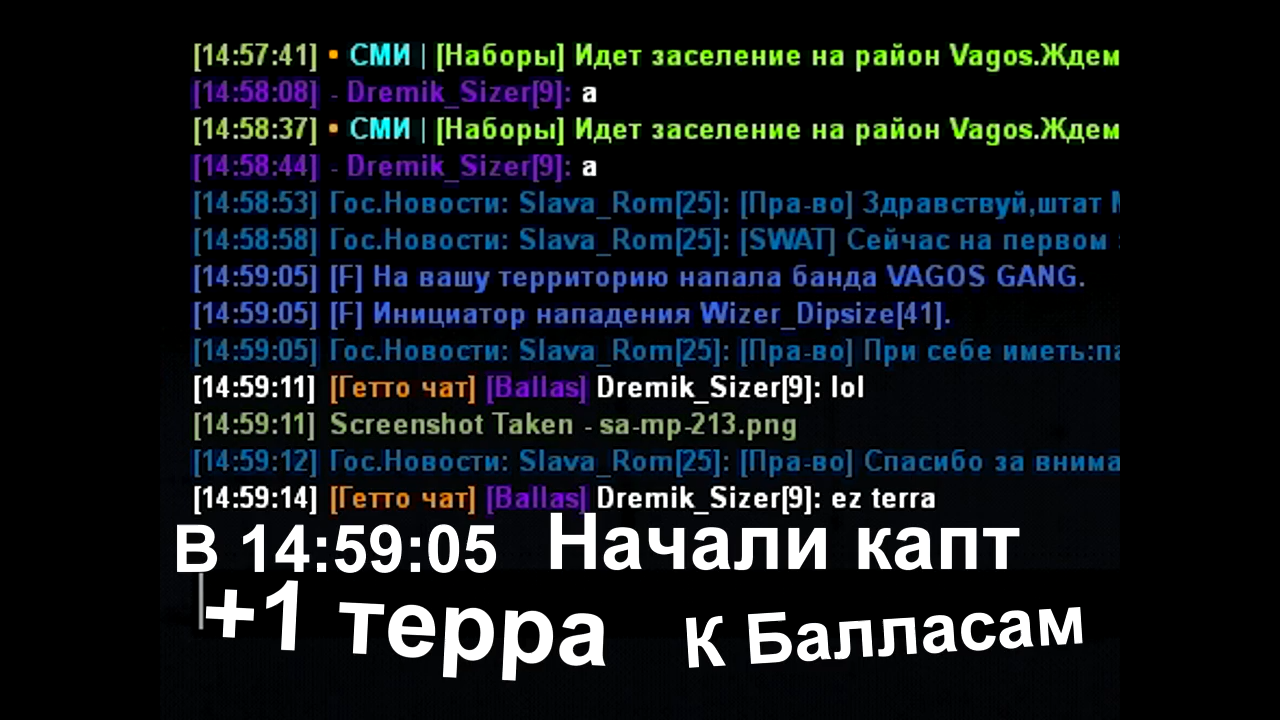 [14:57:41] • СМИ | [Наборы] Идет заселение на район Vagos.Ждем
[14:58:08] - Dremik_Sizer[9]: а
[14:58:37] • СМИ | [Наборы] Идет заселение на район Vagos.Ждем
[14:58:44] - Dremik_Sizer[9]: а
[14:58:53] Гос.Новости: Slava_Rom[25]: [Пра-во] Здравствуй,штат
[14:58:58] Гос.Новости: Slava_Rom[25]: [SWAT] Сейчас на первом
[14:59:05] [F] На вашу территорию напала банда VAGOS GANG.
[14:59:05] [F] Инициатор нападения Wizer_Dipsize[41].
[14:59:05] Гос.Новости: Slava_Rom[25]: [Пра-во] При себе иметь:па
[14:59:11] [Гетто чат] [Ballas] Dremik_Sizer[9]: lol
[14:59:11] Screenshot Taken - sa-mp-213.png
[14:59:12] Гос.Новости: Slava_Rom[25]: [Пра-во] Спасибо за внима
[14:59:14] [Гетто чат] [Ballas] Dremik_Sizer[9]: ez terra
В 14:59:05 Начали капт
+1 терра К Балласам